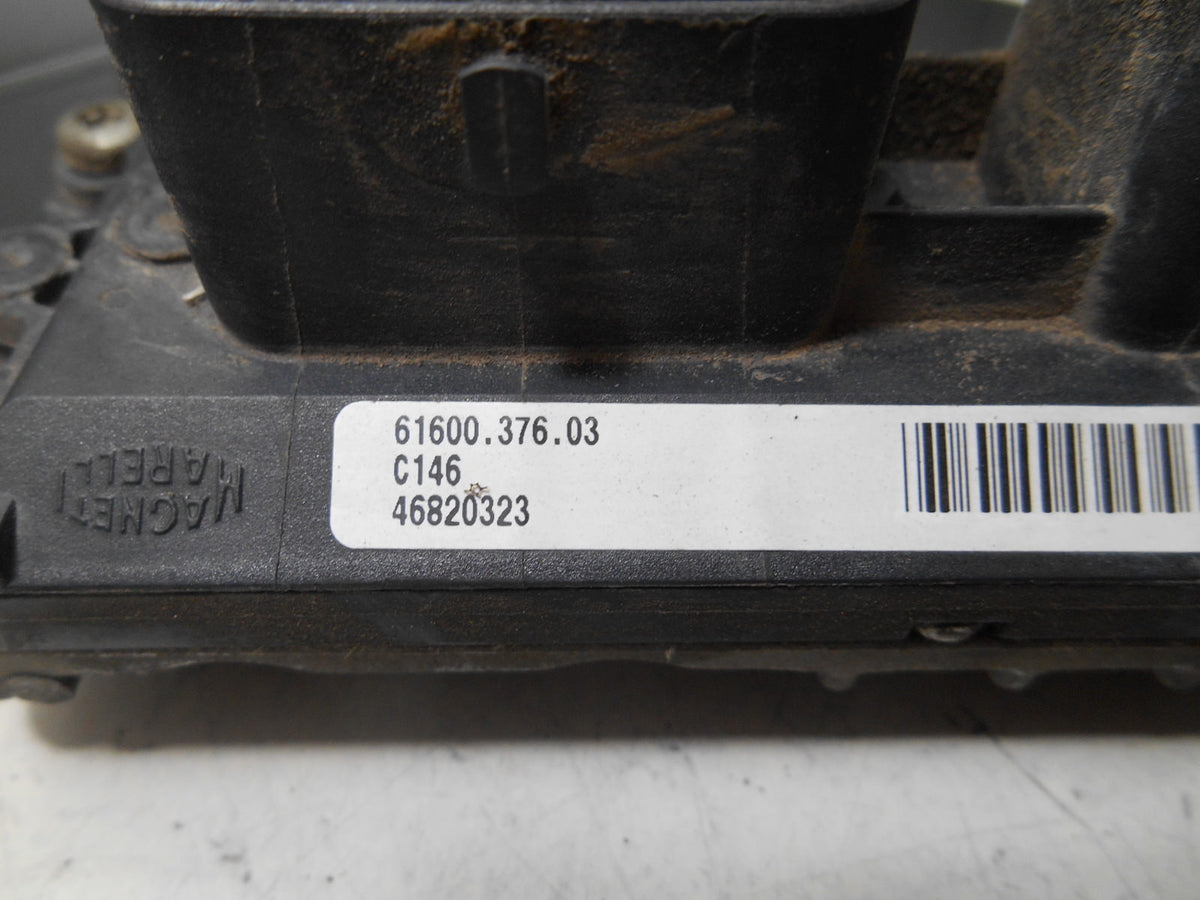 61600.376.03
C146
46820323
MAGNETI
MARELLI